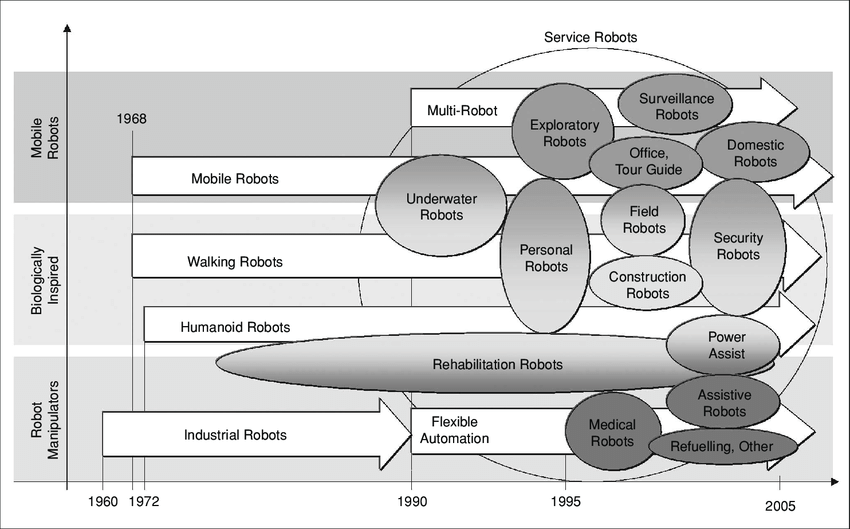 Service Robots
Mobile
Robots
1968
Multi-Robot
Exploratory
Robots
Surveillance
Robots
Office,
Tour Guide
Domestic
Robots
Mobile Robots
Underwater
Robots
Biologically
Inspired
Walking Robots
Personal
Robots
Field
Robots
Construction
Robots
Security
Robots
Humanoid Robots
Power
Assist
Rehabilitation Robots
Robot
Manipulators
Industrial Robots
Flexible
Automation
Medical
Robots
Assistive
Robots
Refuelling, Other
1960
1972
1990
1995
2005